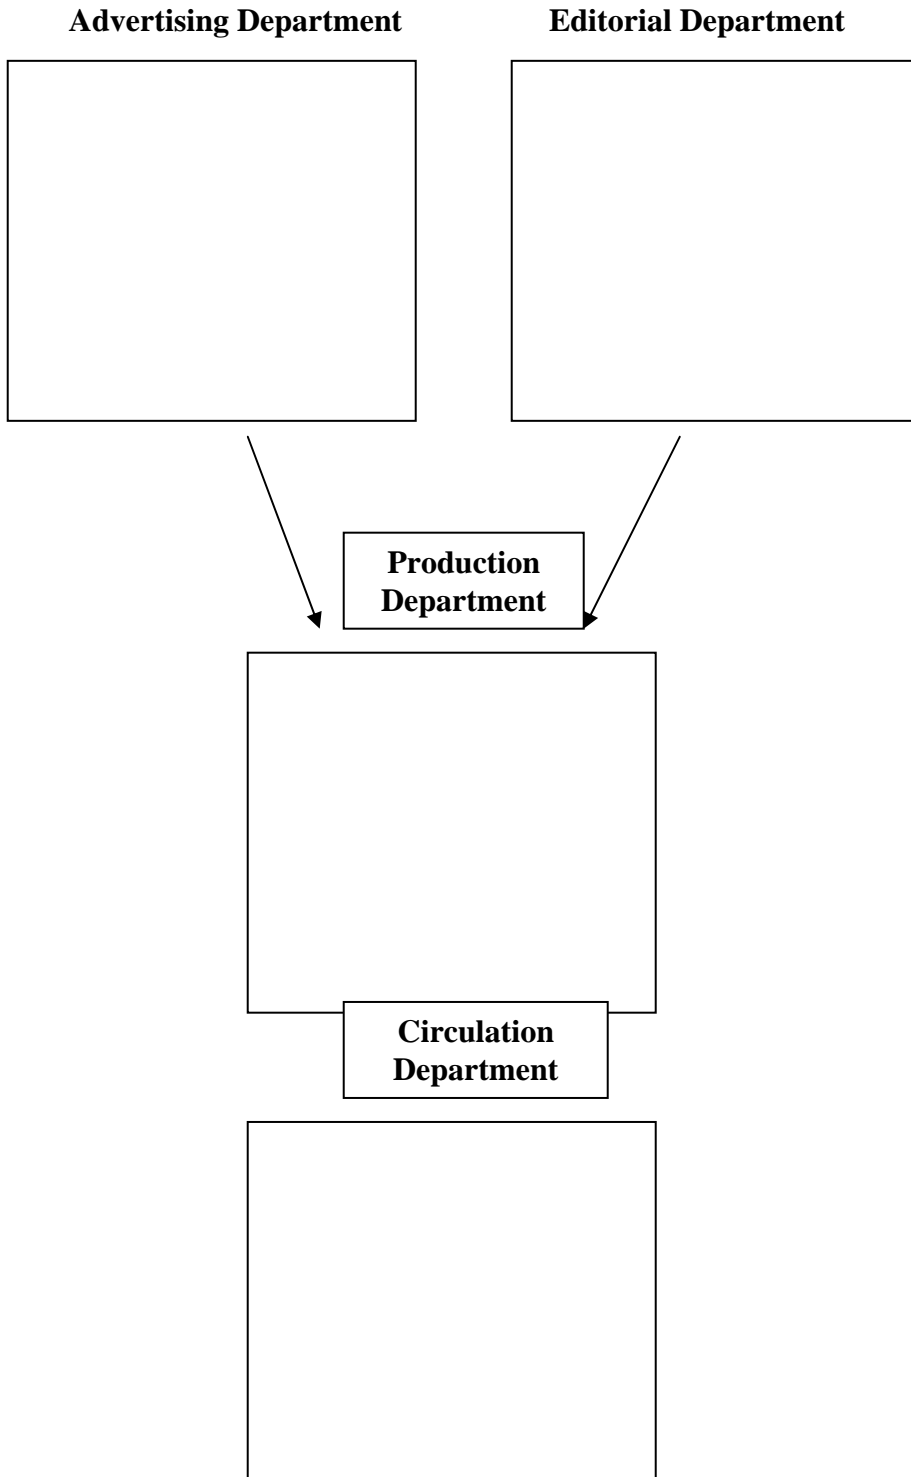 Advertising Department
Editorial Department
Production
Department
Circulation
Department